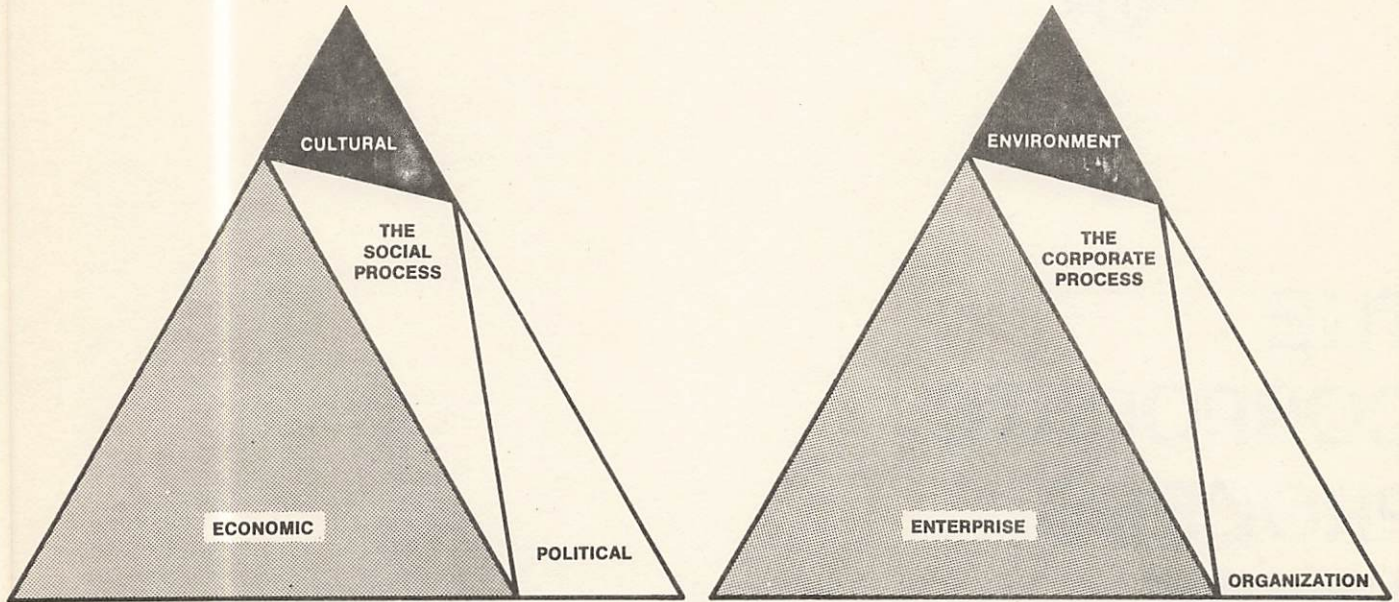 CULTURAL
THE
SOCIAL
PROCESS
ECONOMIC
POLITICAL
ENVIRONMENT
THE
CORPORATE
PROCESS
ENTERPRISE
ORGANIZATION